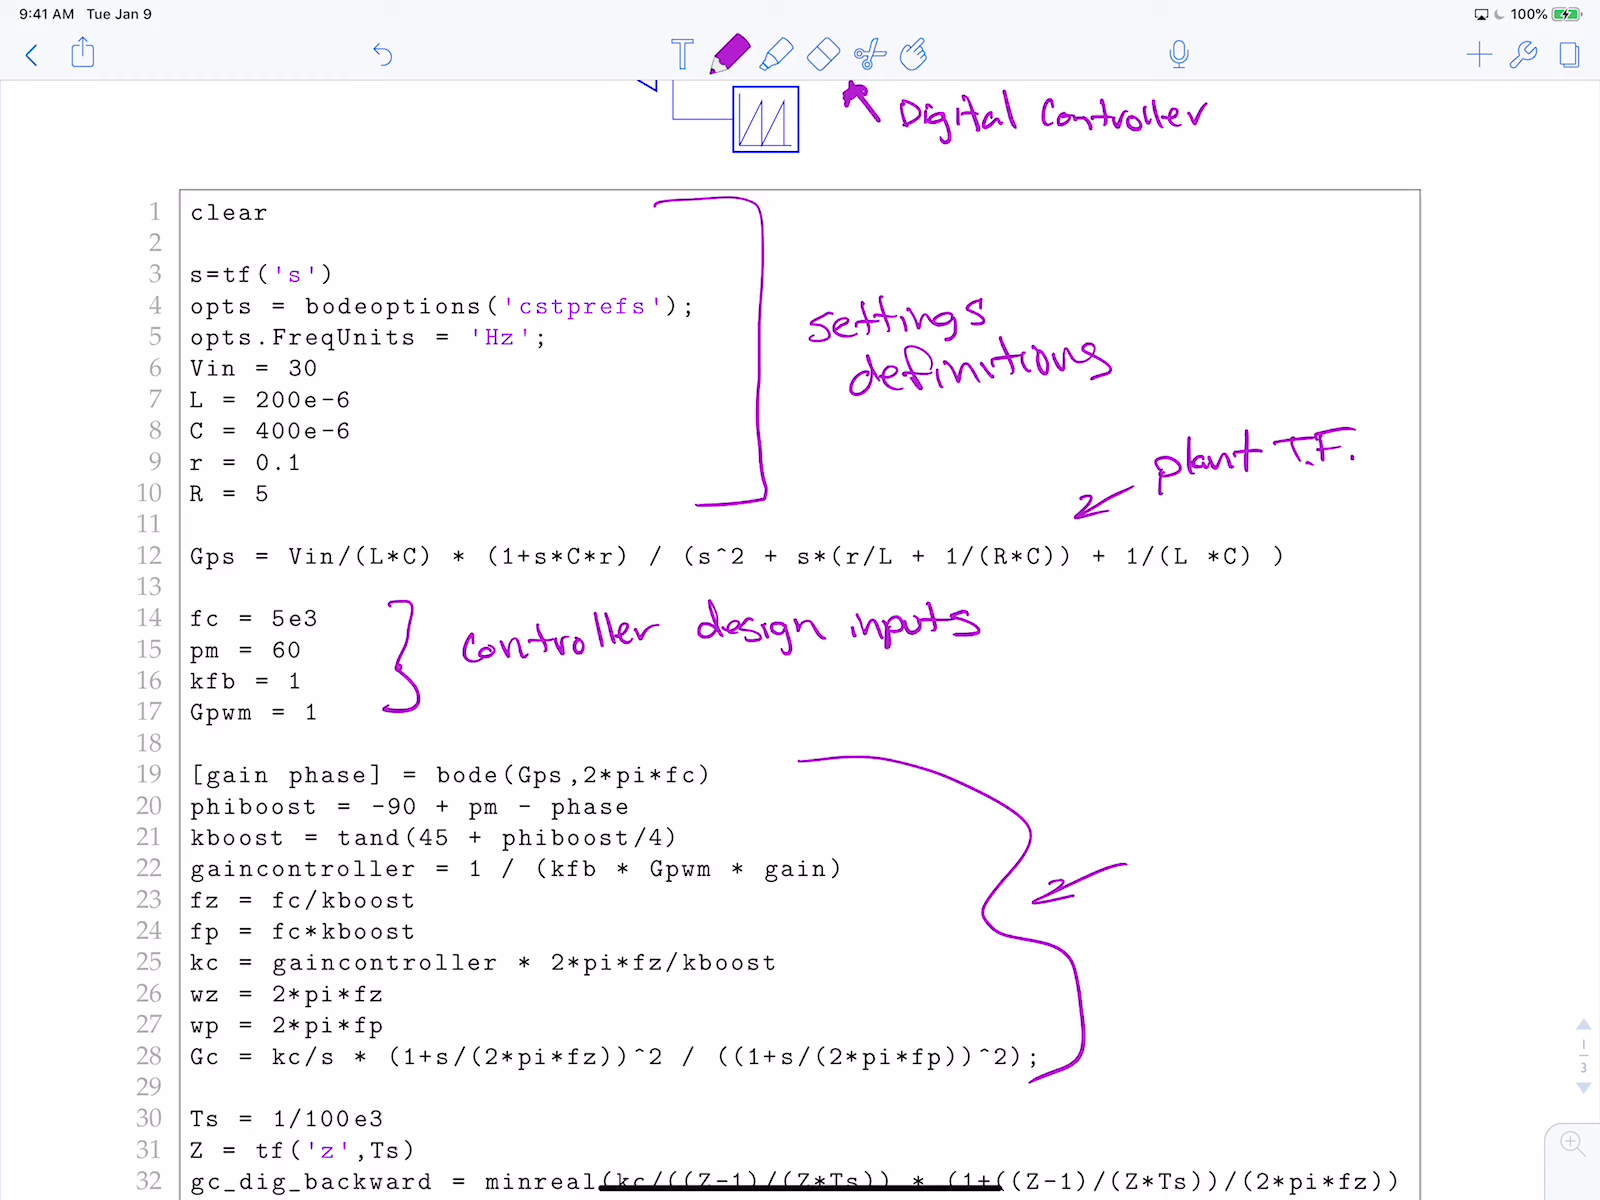 9:41 AM Tue Jan 9
100%
T
Digital Controller
1 clear
2
3 s=tf('s')
4 opts = bodeoptions('cstprefs');
5 opts.FreqUnits = 'Hz';
6 Vin = 30
7 L = 200e-6
8 C = 400e-6
9 r = 0.1
10 R = 5
settings
definitions
11
plant T.F.
12 Gps = Vin/(L*C) * (1+s*C*r) / (s^2 + s*(r/L + 1/(R*C)) + 1/(L *C) )
13
14 fc = 5e3
15 pm = 60
16 kfb = 1
17 Gpwm = 1
controller design inputs
18
19 [gain phase] = bode(Gps,2*pi*fc)
20 phiboost = -90 + pm - phase
21 kboost = tand(45 + phiboost/4)
22 gaincontroller = 1 / (kfb * Gpwm * gain)
23 fz = fc/kboost
24 fp = fc*kboost
25 kc = gaincontroller * 2*pi*fz/kboost
26 wz = 2*pi*fz
27 wp = 2*pi*fp
28 Gc = kc/s * (1+s/(2*pi*fz))^2 / ((1+s/(2*pi*fp))^2);
29
30 Ts = 1/100e3
31 Z = tf('z',Ts)
32 gc_dig_backward = minreal(kc/((Z-1)/(Z*Ts)) * (1+((Z-1)/(Z*Ts))/(2*pi*fz))
1
3